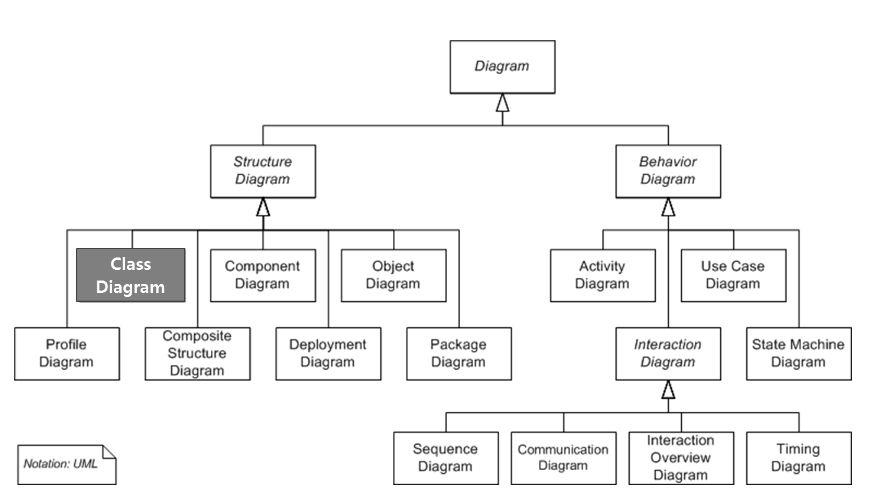 Diagram
Structure
Diagram
Behavior
Diagram
Class
Diagram
Component
Diagram
Object
Diagram
Activity
Diagram
Use Case
Diagram
Profile
Diagram
Composite
Structure
Diagram
Deployment
Diagram
Package
Diagram
Interaction
Diagram
State Machine
Diagram
Sequence
Diagram
Communication
Diagram
Interaction
Overview
Diagram
Timing
Diagram
Notation: UML